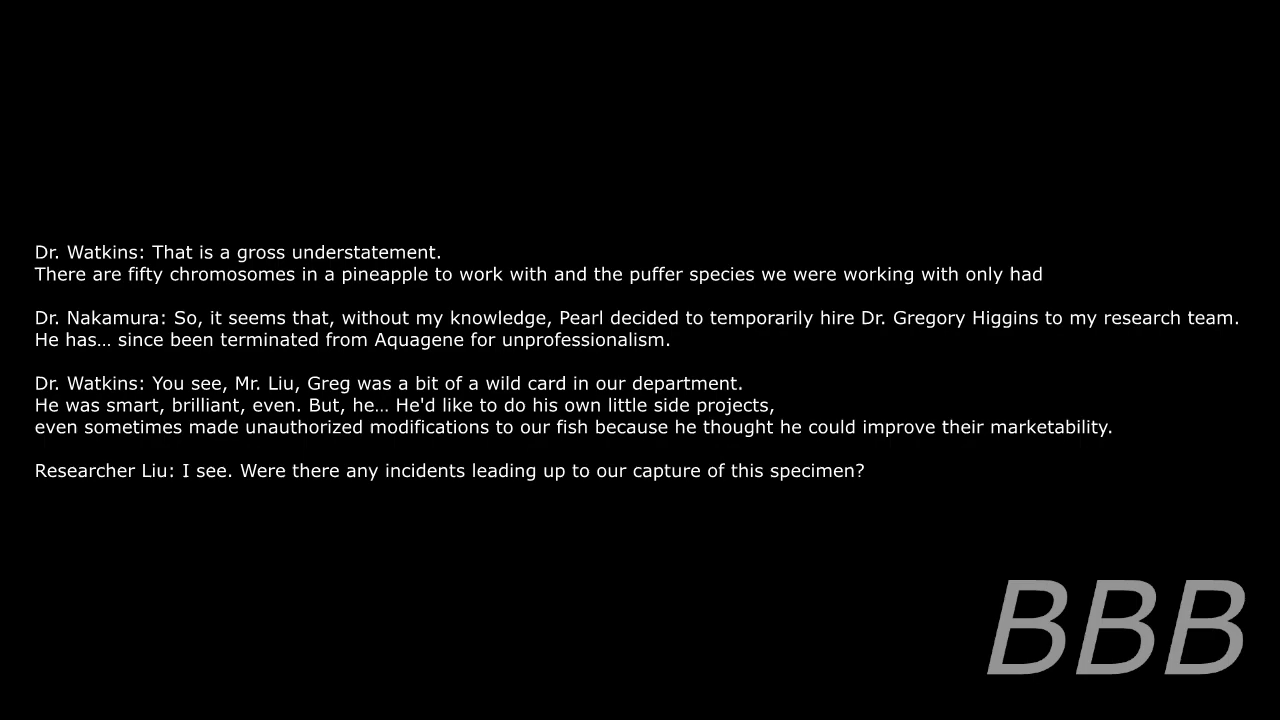 Dr. Watkins: That is a gross understatement.
There are fifty chromosomes in a pineapple to work with and the puffer species we were working with only had
Dr. Nakamura: So, it seems that, without my knowledge, Pearl decided to temporarily hire Dr. Gregory Higgins to my research team.
He has... since been terminated from Aquagene for unprofessionalism.
Dr. Watkins: You see, Mr. Liu, Greg was a bit of a wild card in our department.
He was smart, brilliant, even. But, he... He'd like to do his own little side projects,
even sometimes made unauthorized modifications to our fish because he thought he could improve their marketability.
Researcher Liu: I see. Were there any incidents leading up to our capture of this specimen?
BBB